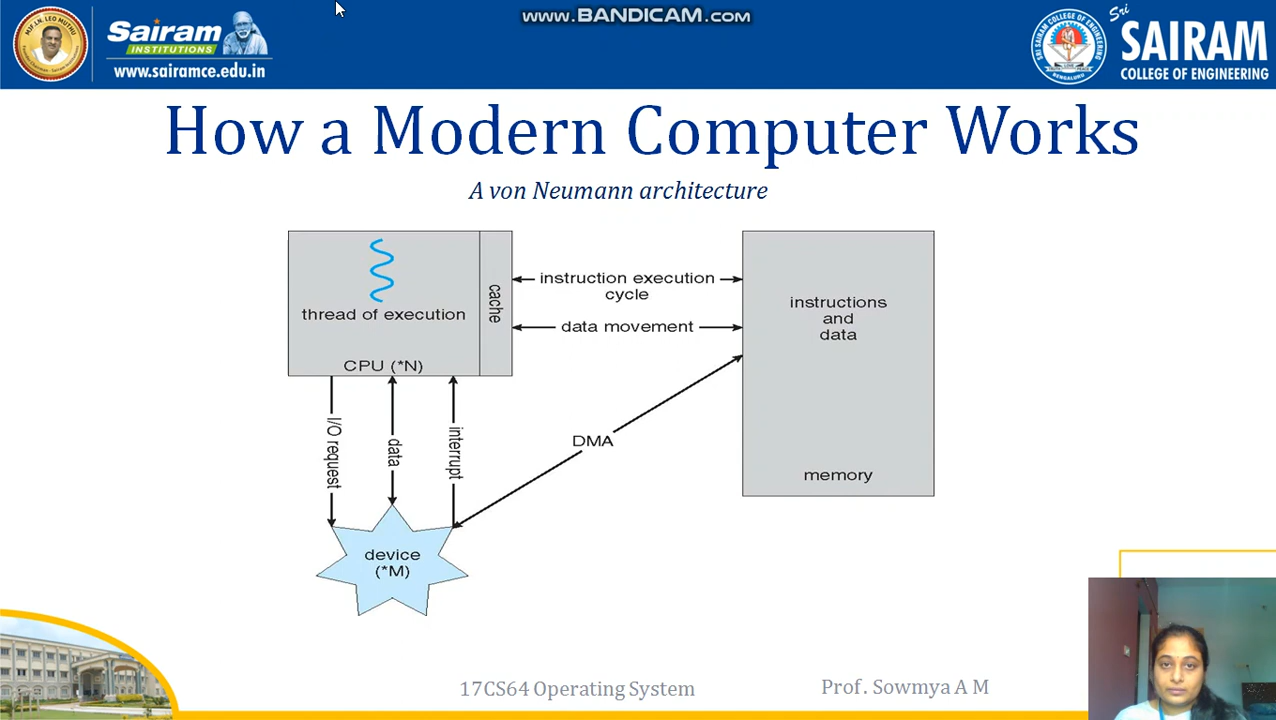 www.BANDICAM.com
Sairam
INSTITUTIONS
www.sairamce.edu.in
Sri
SAIRAM
COLLEGE OF ENGINEERING
How a Modern Computer Works
A von Neumann architecture
thread of execution
CPU (*N)
cache
instruction execution
cycle
data movement
instructions
and
data
memory
I/O request
data
interrupt
DMA
device
(*M)
17CS64 Operating System
Prof. Sowmya A M